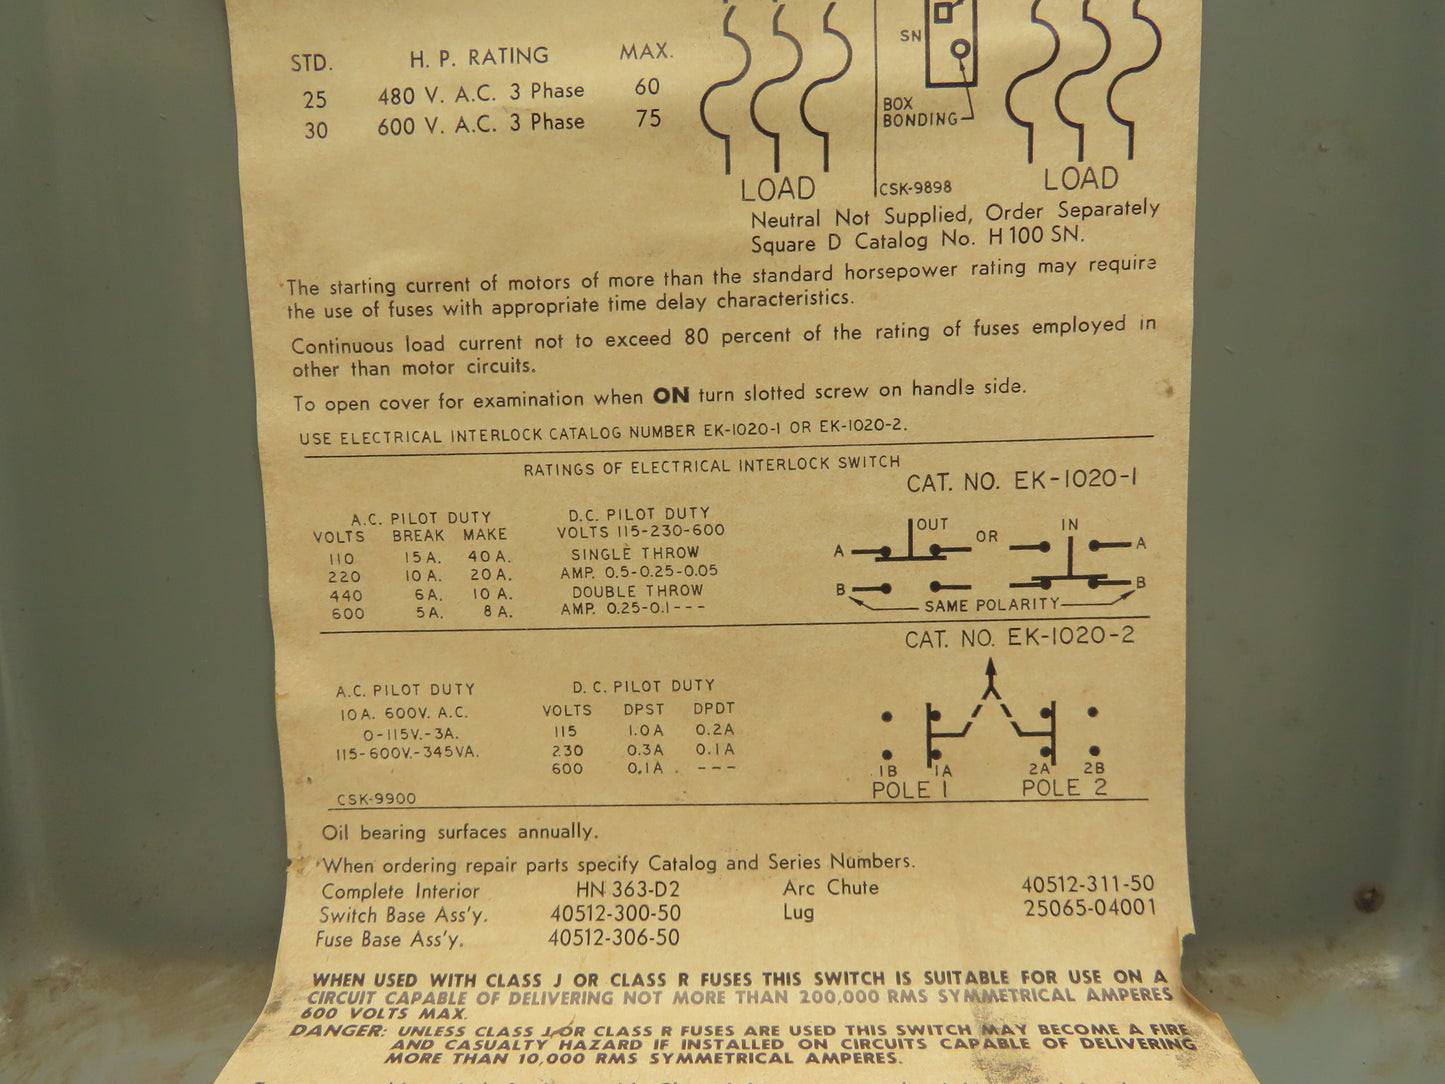 STD. H. P. RATING MAX.
25 480 V. A.C. 3 Phase 60
30 600 V. A.C. 3 Phase 75
SN
BOX
BONDING
LOAD
CSK-9898
LOAD
Neutral Not Supplied, Order Separately
Square D Catalog No. H 100 SN.
The starting current of motors of more than the standard horsepower rating may require
the use of fuses with appropriate time delay characteristics.
Continuous load current not to exceed 80 percent of the rating of fuses employed in
other than motor circuits.
To open cover for examination when ON turn slotted screw on handle side.
USE ELECTRICAL INTERLOCK CATALOG NUMBER EK-1020-1 OR EK-1020-2.
RATINGS OF ELECTRICAL INTERLOCK SWITCH
CAT. NO. EK-1020-1
A.C. PILOT DUTY
VOLTS BREAK MAKE
110 15 A. 40 A.
220 10 A. 20 A.
440 6 A. 10 A.
600 5 A. 8 A.
D.C. PILOT DUTY
VOLTS 115-230-600
SINGLE THROW
AMP. 0.5-0.25-0.05
DOUBLE THROW
AMP. 0.25-0.1---
OUT OR IN
A A
B B
SAME POLARITY
CAT. NO. EK-1020-2
A.C. PILOT DUTY
10A. 600V. A.C.
0-115V.-3A.
115-600V.-345VA.
D.C. PILOT DUTY
VOLTS DPST DPDT
115 1.0A 0.2A
230 0.3A 0.1A
600 0.1A ---
1B 1A 2A 2B
POLE 1 POLE 2
CSK-9900
Oil bearing surfaces annually.
When ordering repair parts specify Catalog and Series Numbers.
Complete Interior HN 363-D2 Arc Chute 40512-311-50
Switch Base Ass'y. 40512-300-50 Lug 25065-04001
Fuse Base Ass'y. 40512-306-50
WHEN USED WITH CLASS J OR CLASS R FUSES THIS SWITCH IS SUITABLE FOR USE ON A
CIRCUIT CAPABLE OF DELIVERING NOT MORE THAN 200,000 RMS SYMMETRICAL AMPERES
600 VOLTS MAX.
DANGER: UNLESS CLASS J OR CLASS R FUSES ARE USED THIS SWITCH MAY BECOME A FIRE
AND CASUALTY HAZARD IF INSTALLED ON CIRCUITS CAPABLE OF DELIVERING
MORE THAN 10,000 RMS SYMMETRICAL AMPERES.